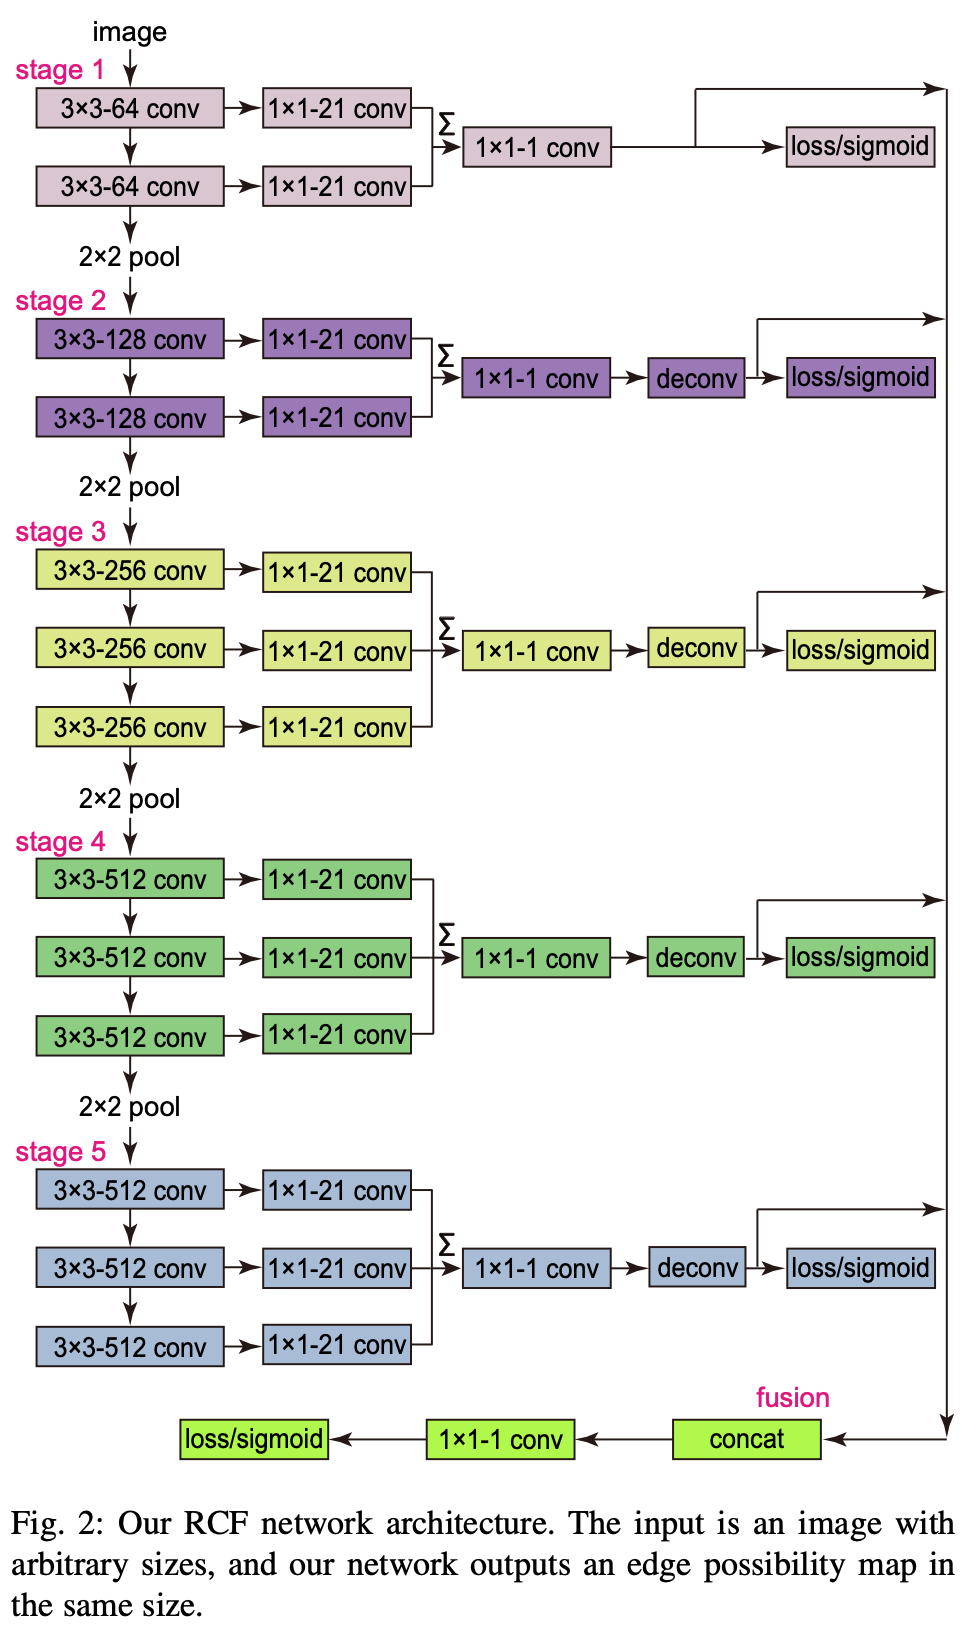 image
stage 1
3×3-64 conv
1×1-21 conv
Σ
1×1-1 conv
loss/sigmoid
3×3-64 conv
1×1-21 conv
2×2 pool
stage 2
3×3-128 conv
1×1-21 conv
Σ
1×1-1 conv
deconv
loss/sigmoid
3×3-128 conv
1×1-21 conv
2×2 pool
stage 3
3×3-256 conv
1×1-21 conv
Σ
3×3-256 conv
1×1-21 conv
1×1-1 conv
deconv
loss/sigmoid
3×3-256 conv
1×1-21 conv
2×2 pool
stage 4
3×3-512 conv
1×1-21 conv
Σ
3×3-512 conv
1×1-21 conv
1×1-1 conv
deconv
loss/sigmoid
3×3-512 conv
1×1-21 conv
2×2 pool
stage 5
3×3-512 conv
1×1-21 conv
Σ
3×3-512 conv
1×1-21 conv
1×1-1 conv
deconv
loss/sigmoid
3×3-512 conv
1×1-21 conv
fusion
loss/sigmoid
1×1-1 conv
concat
Fig. 2: Our RCF network architecture. The input is an image with
arbitrary sizes, and our network outputs an edge possibility map in
the same size.